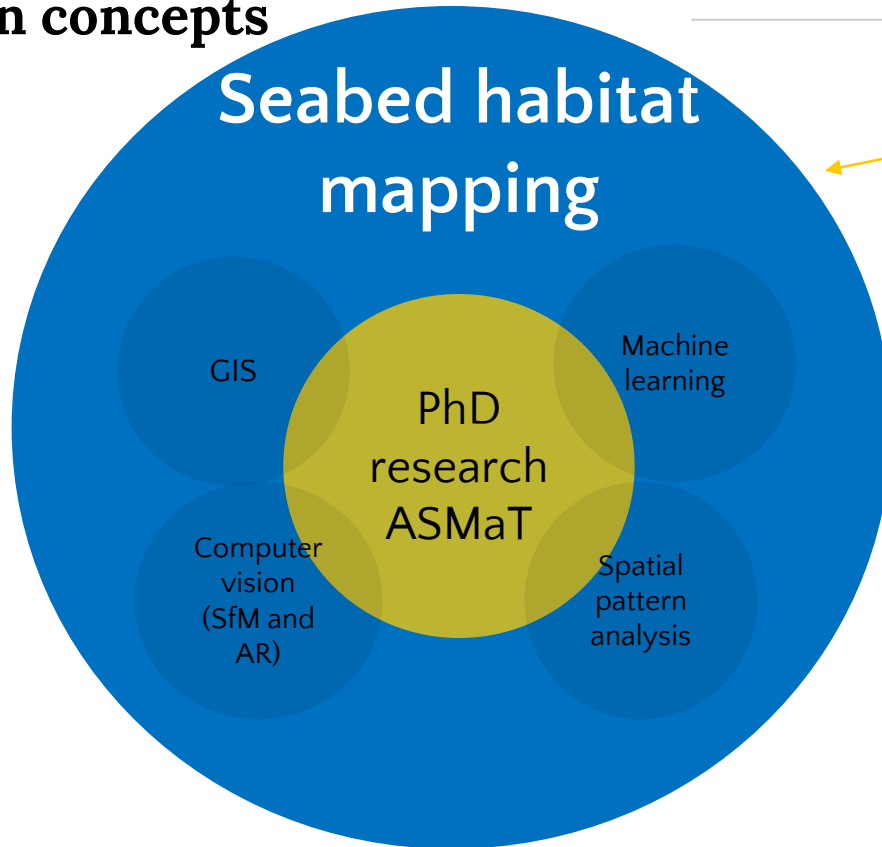 n concepts
Seabed habitat
mapping
GIS
Machine
learning
PhD
research
ASMaT
Computer
vision
(SfM and
AR)
Spatial
pattern
analysis